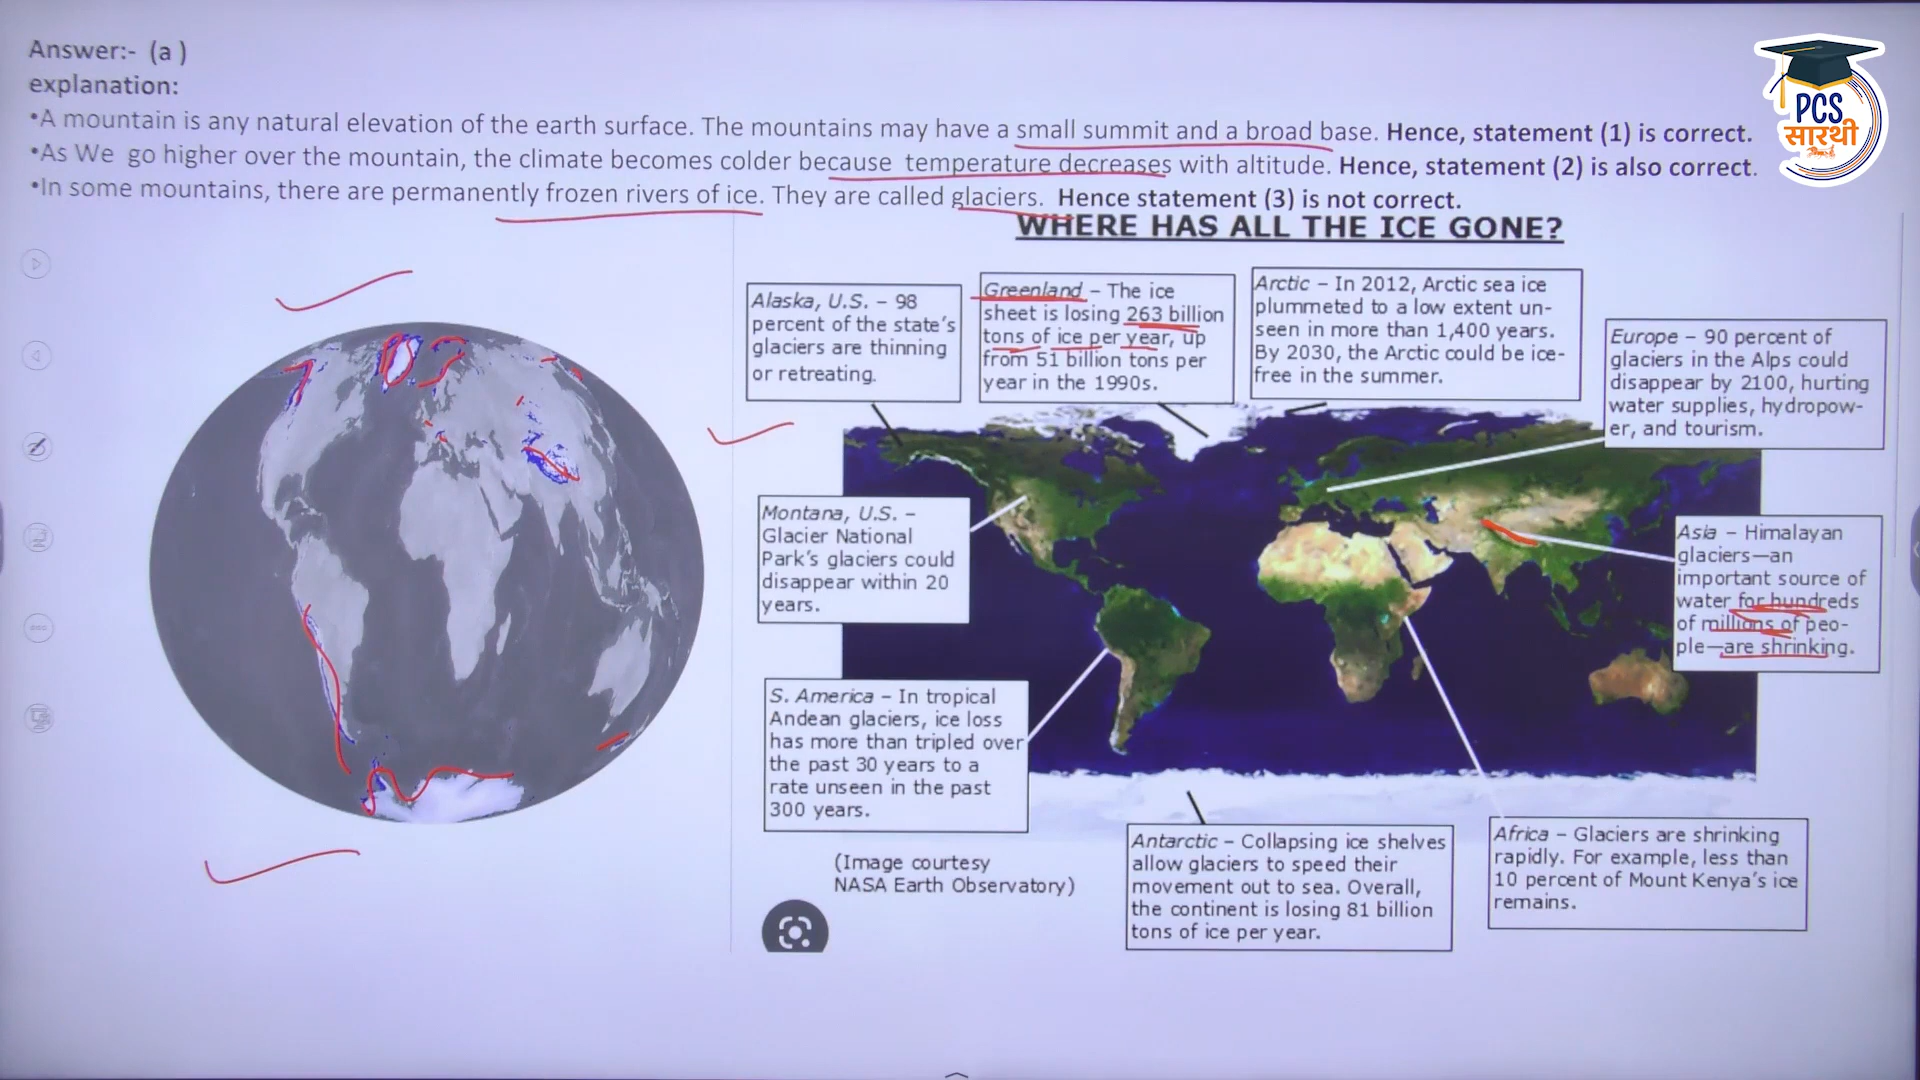 Answer:- (a )
explanation:
•A mountain is any natural elevation of the earth surface. The mountains may have a small summit and a broad base. Hence, statement (1) is correct.
•As We go higher over the mountain, the climate becomes colder because temperature decreases with altitude. Hence, statement (2) is also correct.
•In some mountains, there are permanently frozen rivers of ice. They are called glaciers. Hence statement (3) is not correct.
PCS
सारथी
WHERE HAS ALL THE ICE GONE?
Alaska, U.S. – 98
percent of the state's
glaciers are thinning
or retreating.
Greenland – The ice
sheet is losing 263 billion
tons of ice per year, up
from 51 billion tons per
year in the 1990s.
Arctic – In 2012, Arctic sea ice
plummeted to a low extent un-
seen in more than 1,400 years.
By 2030, the Arctic could be ice-
free in the summer.
Europe – 90 percent of
glaciers in the Alps could
disappear by 2100, hurting
water supplies, hydropow-
er, and tourism.
Montana, U.S. –
Glacier National
Park's glaciers could
disappear within 20
years.
Asia – Himalayan
glaciers—an
important source of
water for hundreds
of millions of peo-
ple—are shrinking.
S. America – In tropical
Andean glaciers, ice loss
has more than tripled over
the past 30 years to a
rate unseen in the past
300 years.
(Image courtesy
NASA Earth Observatory)
Antarctic – Collapsing ice shelves
allow glaciers to speed their
movement out to sea. Overall,
the continent is losing 81 billion
tons of ice per year.
Africa – Glaciers are shrinking
rapidly. For example, less than
10 percent of Mount Kenya's ice
remains.